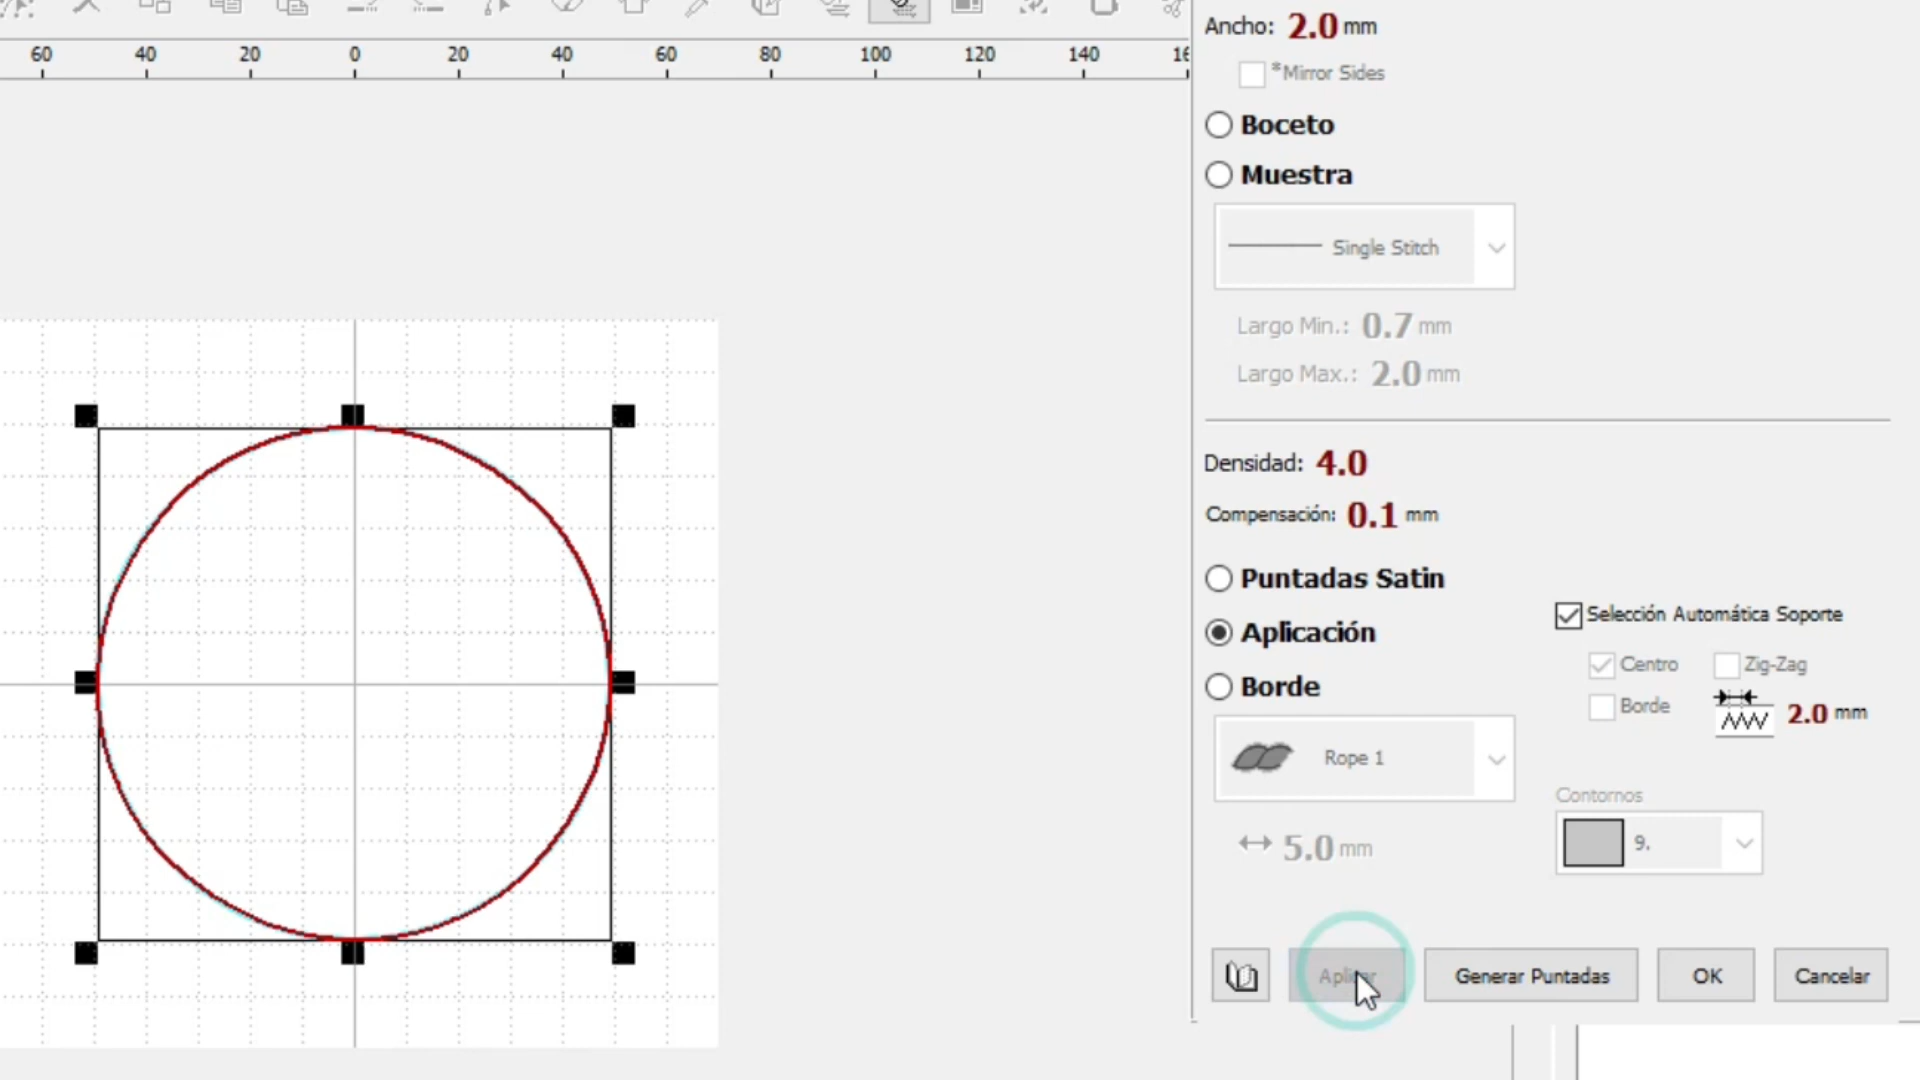 60 40 20 0 20 40 60 80 100 120 140
Ancho: 2.0 mm
*Mirror Sides
Boceto
Muestra
Single Stitch
Largo Min.: 0.7 mm
Largo Max.: 2.0 mm
Densidad: 4.0
Compensación: 0.1 mm
Puntadas Satin
Selección Automática Soporte
Aplicación
Centro Zig-Zag
Borde
Borde 2.0 mm
Rope 1
Contornos
5.0 mm
9.
Generar Puntadas OK Cancelar